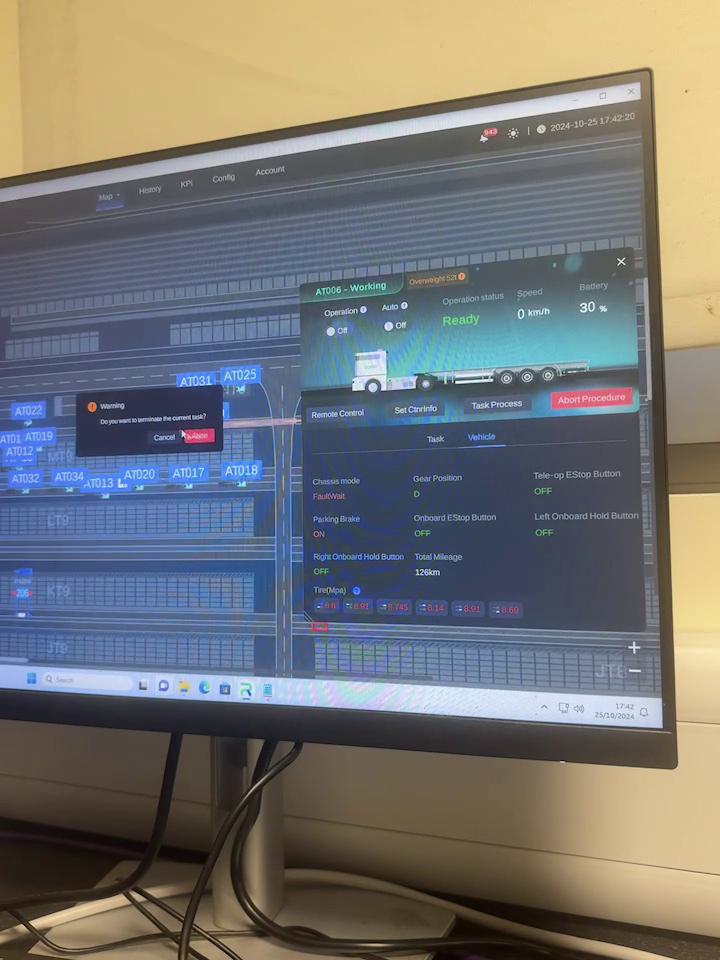 943
2024-10-25 17:42:20
Map
History
KPI
Config
Account
AT006 - Working
Overweight 52t
Operation
Auto
Off
Off
Operation status
Ready
Speed
0 km/h
Battery
30 %
Remote Control
Set CtnrInfo
Task Process
Abort Procedure
Task
Vehicle
Chassis mode
FaultWait
Gear Position
D
Tele-op EStop Button
OFF
Parking Brake
ON
Onboard EStop Button
OFF
Left Onboard Hold Button
OFF
Right Onboard Hold Button
OFF
Total Mileage
126km
Tire(Mpa)
8.91
8.745
8.14
8.91
8.69
Warning
Do you want to terminate the current task?
Cancel
AT031
AT025
AT022
AT01
AT019
AT012
AT032
AT034
AT013
AT020
AT017
AT018
MT9
LT9
KT9
206
JT9
JT8
Search
17:42
25/10/2024